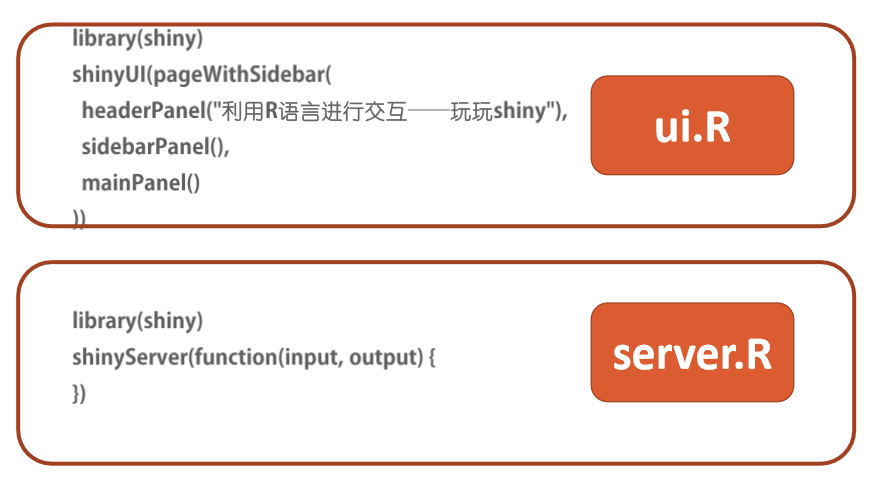 library(shiny)
shinyUI(pageWithSidebar(
headerPanel("利用R语言进行交互——玩玩shiny"),
sidebarPanel(),
mainPanel()
))
ui.R
library(shiny)
shinyServer(function(input, output) {
})
server.R